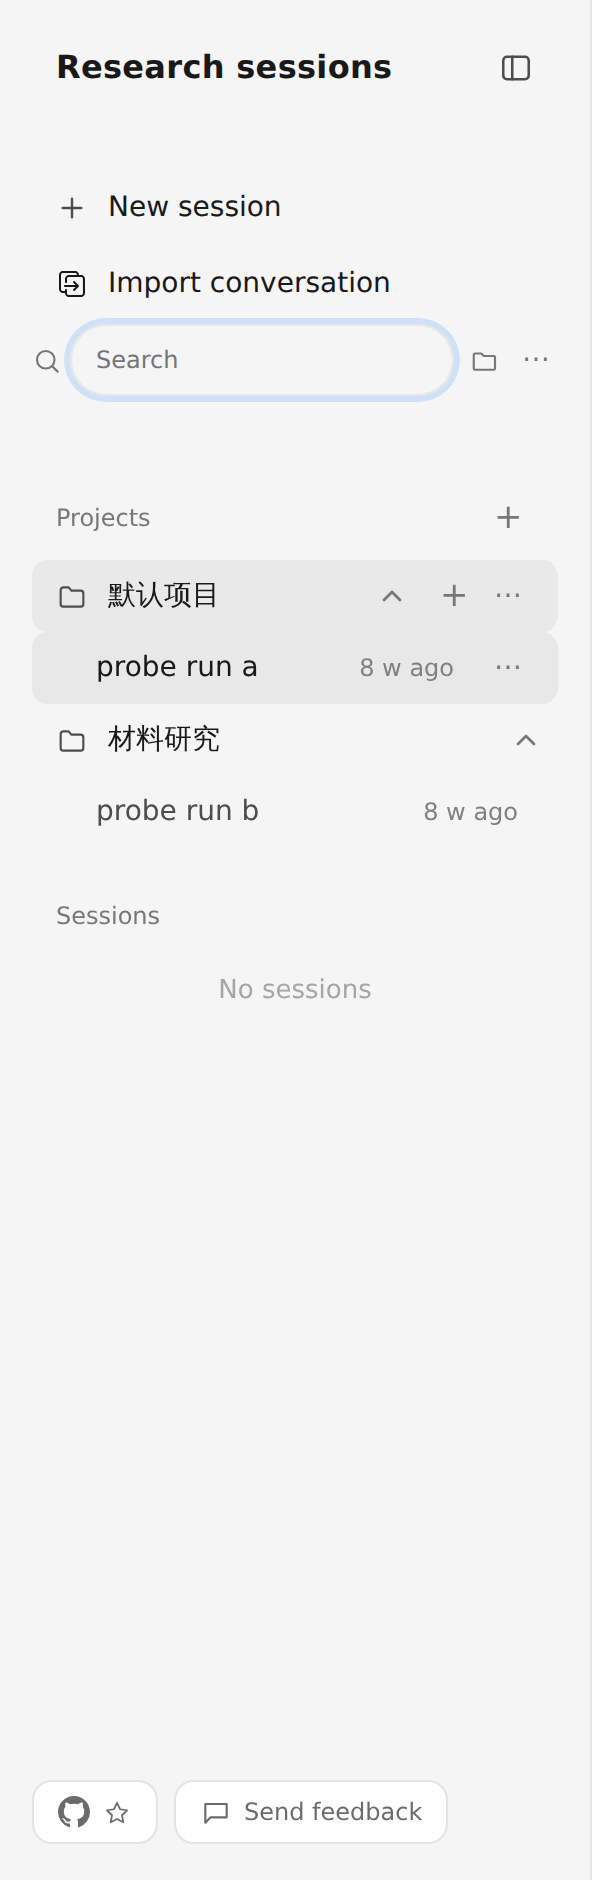 Research sessions
New session
Import conversation
Search
Projects
默认项目
probe run a 8 w ago
材料研究
probe run b 8 w ago
Sessions
No sessions
Send feedback